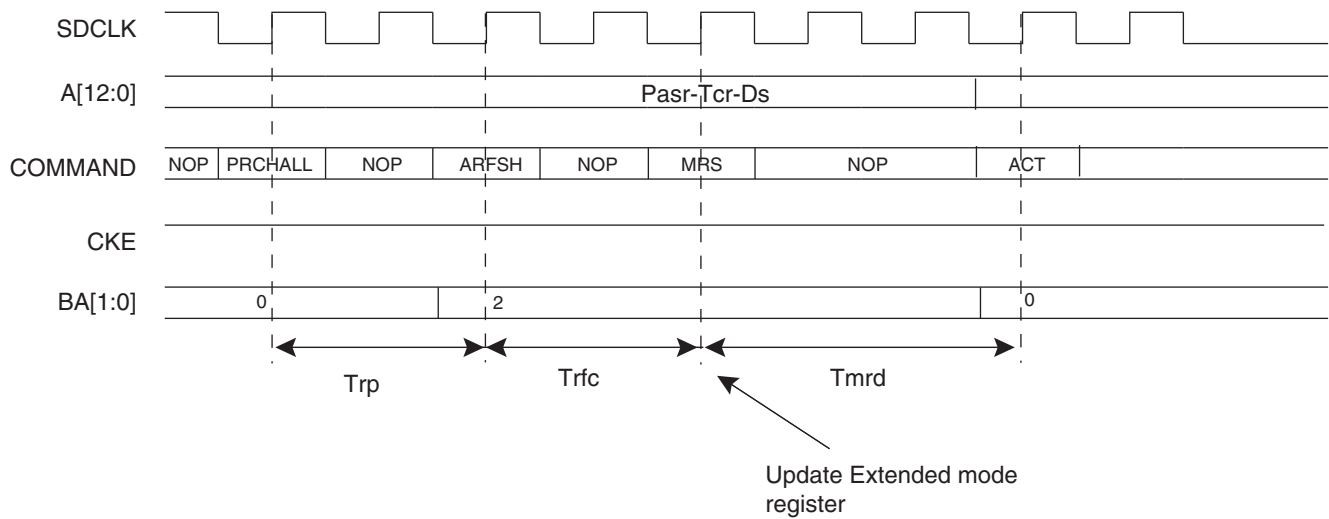 SDCLK
A[12:0]
Pasr-Tcr-Ds
COMMAND
NOP PRCHALL NOP ARFSH NOP MRS NOP ACT
CKE
BA[1:0]
0 2 0
Trp Trfc Tmrd
Update Extended mode
register